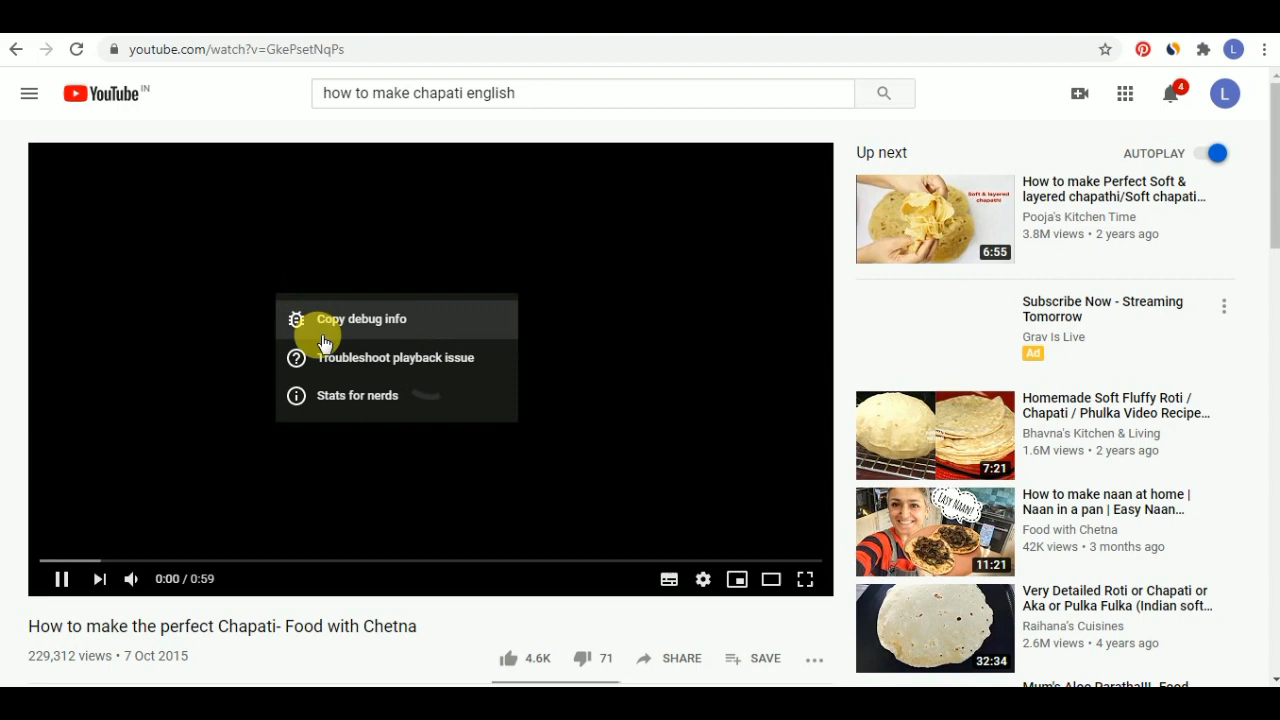 youtube.com/watch?v=GkePsetNqPs
L
YouTube IN
how to make chapati english
4
L
Copy debug info
Troubleshoot playback issue
Stats for nerds
0:00 / 0:59
How to make the perfect Chapati- Food with Chetna
229,312 views • 7 Oct 2015
4.6K
71
SHARE
SAVE
Up next
AUTOPLAY
Soft & layered
chapathi
6:55
How to make Perfect Soft &
layered chapathi/Soft chapati...
Pooja's Kitchen Time
3.8M views • 2 years ago
Subscribe Now - Streaming
Tomorrow
Grav Is Live
Ad
7:21
Homemade Soft Fluffy Roti /
Chapati / Phulka Video Recipe...
Bhavna's Kitchen & Living
1.6M views • 2 years ago
EASY NAAN!
11:21
How to make naan at home |
Naan in a pan | Easy Naan...
Food with Chetna
42K views • 3 months ago
32:34
Very Detailed Roti or Chapati or
Aka or Pulka Fulka (Indian soft...
Raihana's Cuisines
2.6M views • 4 years ago
Mum's Aloo Paratha!!! Food